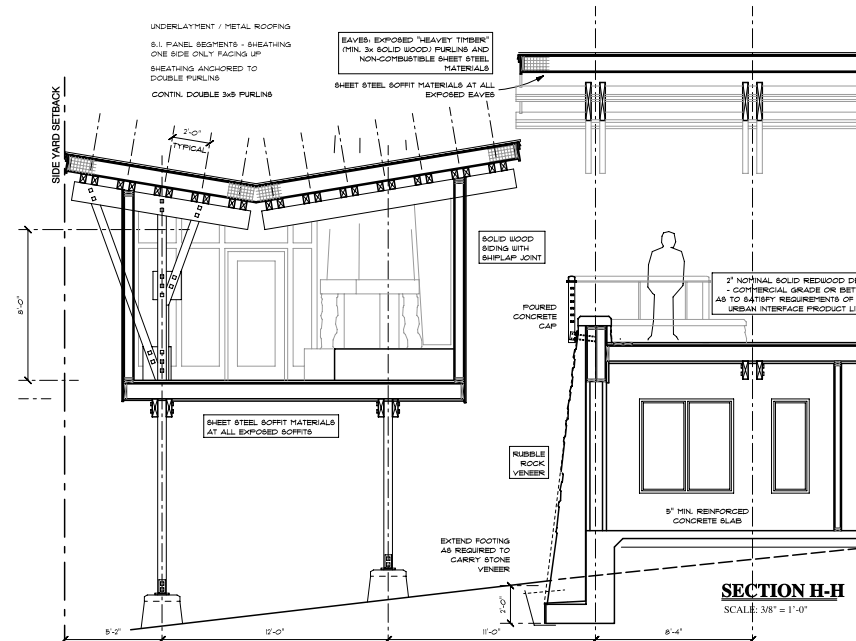 UNDERLAYMENT / METAL ROOFING
S.I. PANEL SEGMENTS - SHEATHING
ONE SIDE ONLY FACING UP
SHEATHING ANCHORED TO
DOUBLE PURLINS
CONTIN. DOUBLE 3x5 PURLINS
EAVES: EXPOSED "HEAVEY TIMBER"
(MIN. 3x SOLID WOOD) PURLINS AND
NON-COMBUSTIBLE SHEET STEEL
MATERIALS
SHEET STEEL SOFFIT MATERIALS AT ALL
EXPOSED EAVES
SIDE YARD SETBACK
2'-0"
TYPICAL
8'-0"
SOLID WOOD
SIDING WITH
SHIPLAP JOINT
2" NOMINAL SOLID REDWOOD DE
- COMMERCIAL GRADE OR BET
AS TO SATISFY REQUIREMENTS OF
URBAN INTERFACE PRODUCT LI
POURED
CONCRETE
CAP
SHEET STEEL SOFFIT MATERIALS
AT ALL EXPOSED SOFFITS
RUBBLE
ROCK
VENEER
5" MIN. REINFORCED
CONCRETE SLAB
EXTEND FOOTING
AS REQUIRED TO
CARRY STONE
VENEER
2'-0"
SECTION H-H
SCALE: 3/8" = 1'-0"
5'-2"
12'-0"
11'-0"
8'-4"